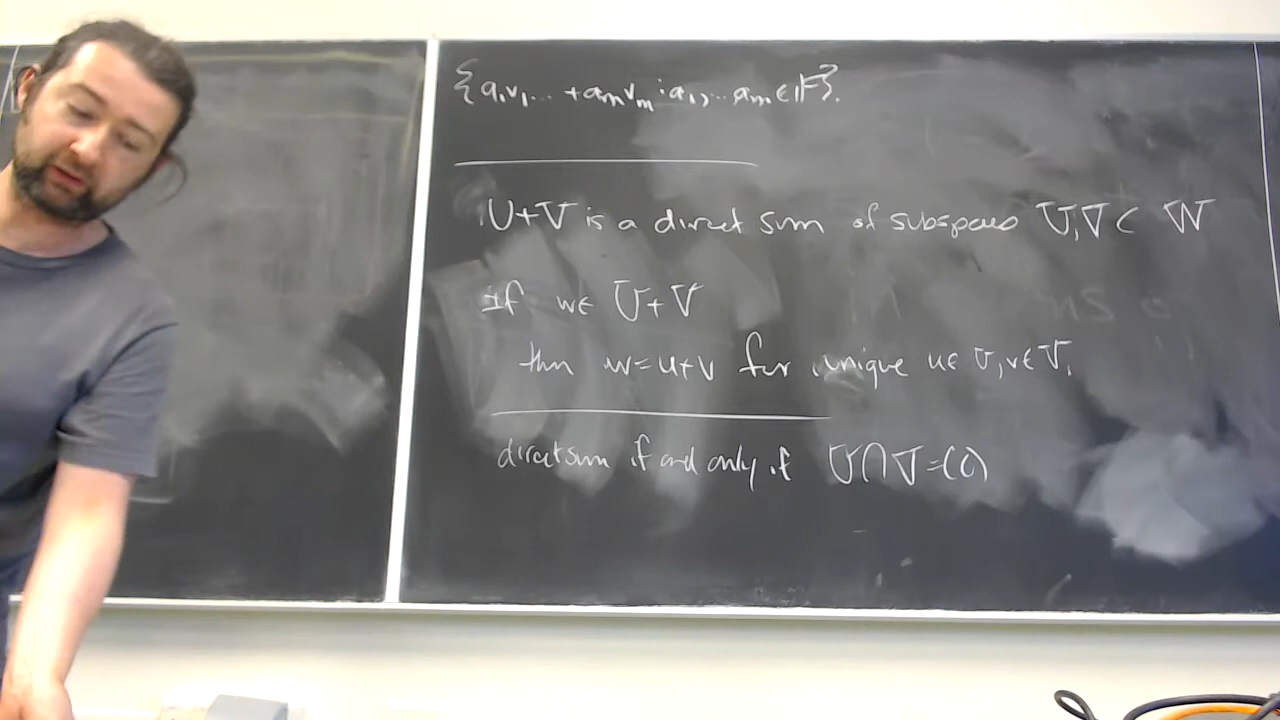 {a₁v₁... + aₘvₘ : a₁,... aₘ ∈ 𝔽}.
U+V is a direct sum of subspaces U, V ⊂ W
if w ∈ U+V
then w=u+v for unique u∈ U, v∈ V.
direct sum if and only if U∩V=(0)